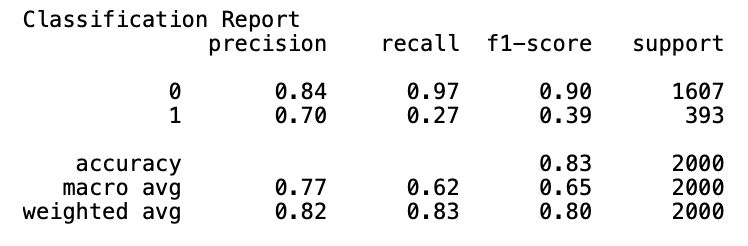 Classification Report
precision recall f1-score support
0 0.84 0.97 0.90 1607
1 0.70 0.27 0.39 393
accuracy 0.83 2000
macro avg 0.77 0.62 0.65 2000
weighted avg 0.82 0.83 0.80 2000